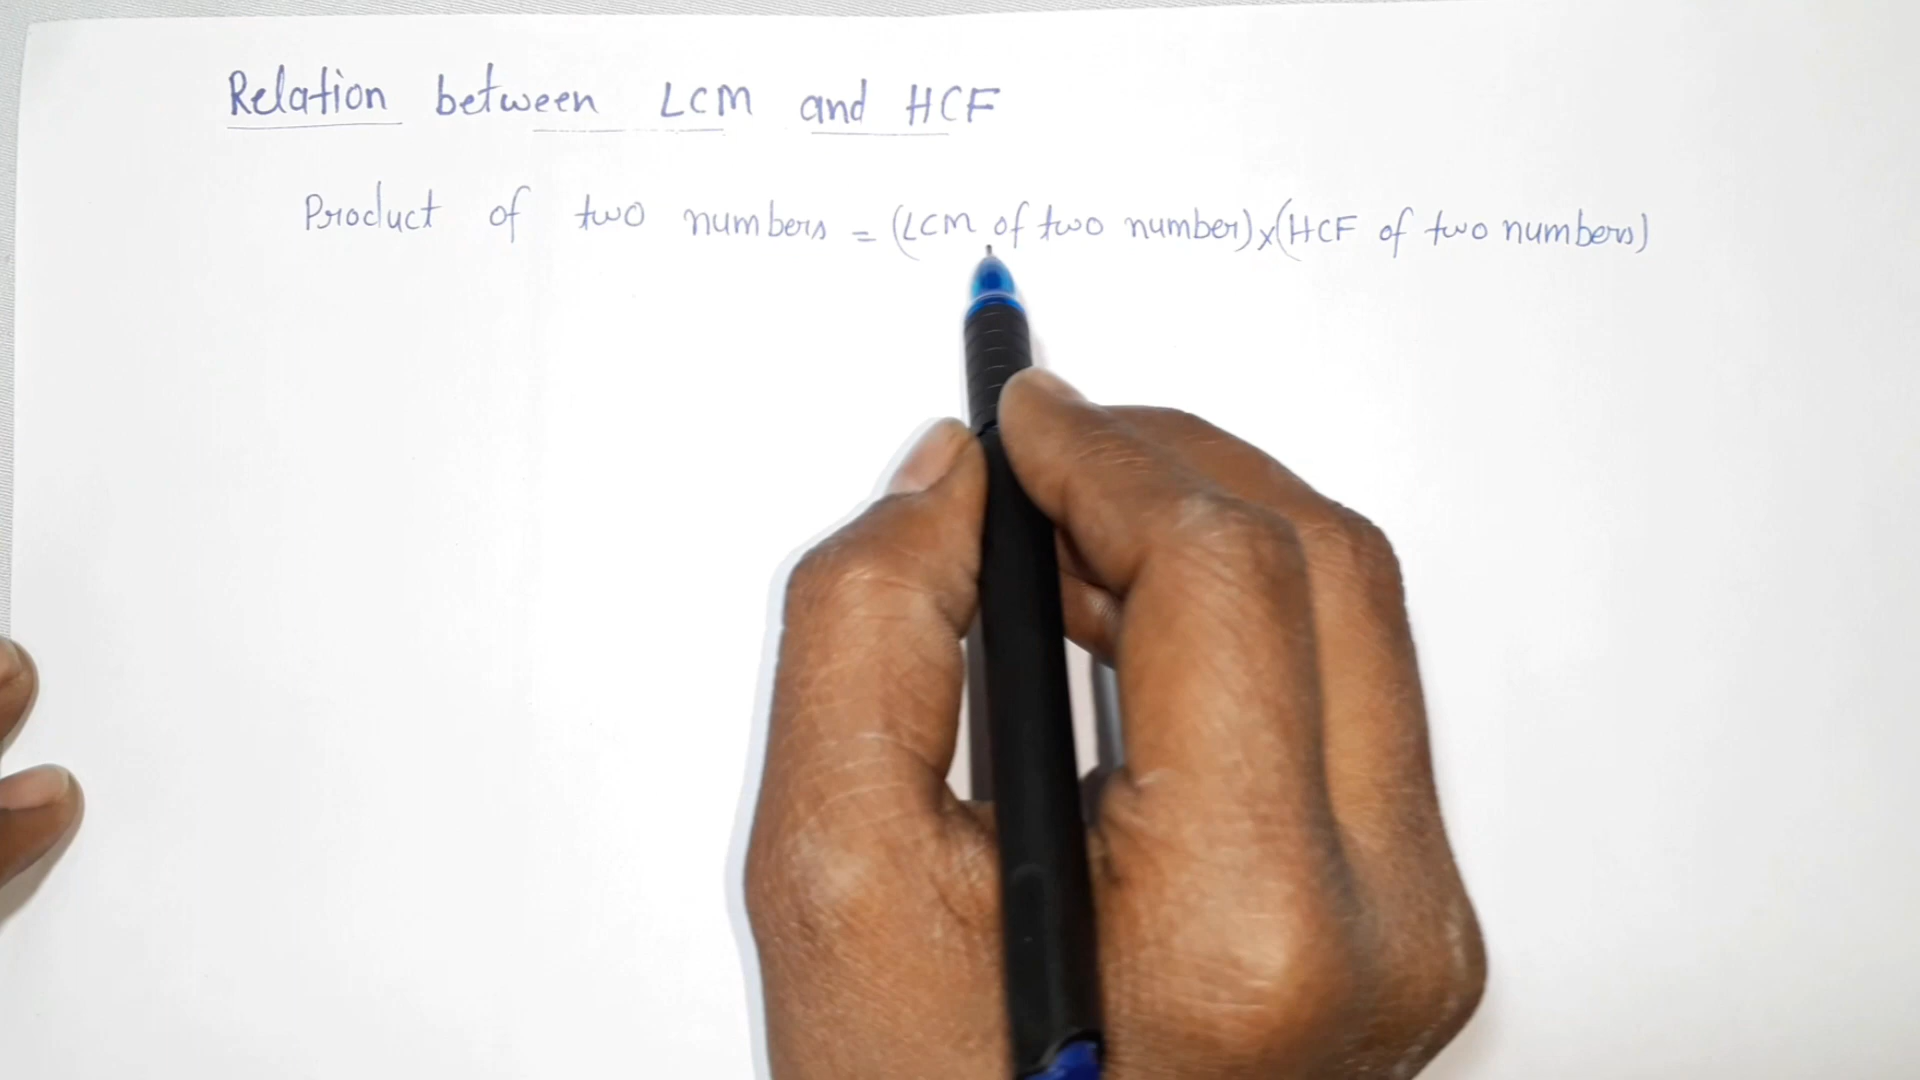 Relation between LCM and HCF
Product of two numbers = (LCM of two number)x(HCF of two numbers)